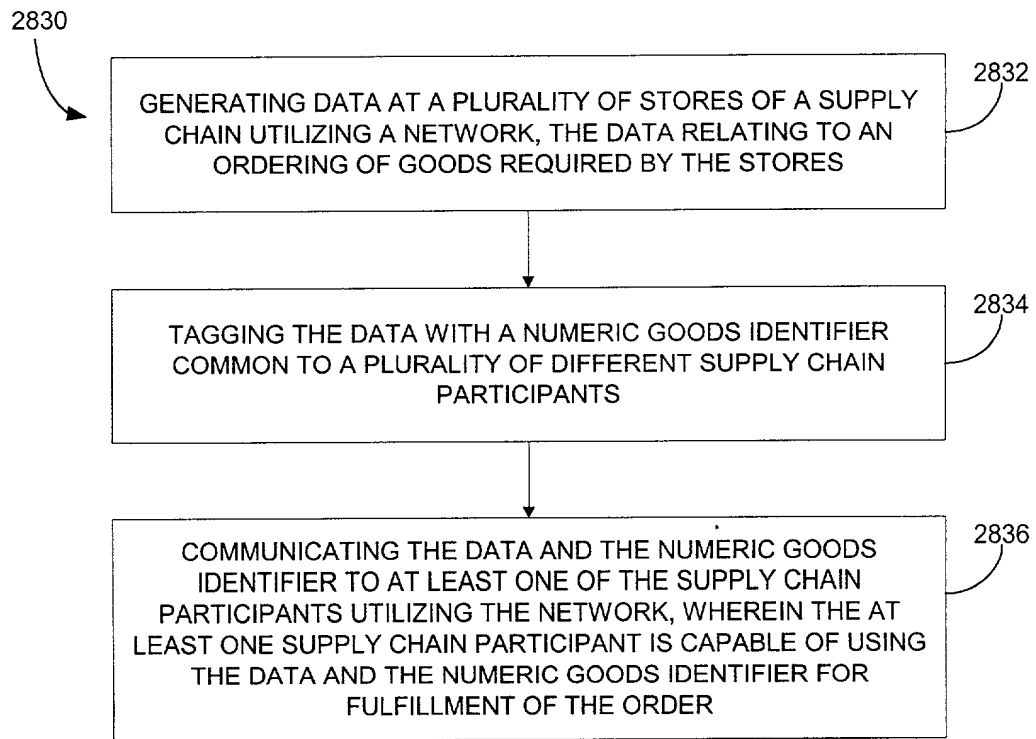 2830
2832
GENERATING DATA AT A PLURALITY OF STORES OF A SUPPLY
CHAIN UTILIZING A NETWORK, THE DATA RELATING TO AN
ORDERING OF GOODS REQUIRED BY THE STORES
2834
TAGGING THE DATA WITH A NUMERIC GOODS IDENTIFIER
COMMON TO A PLURALITY OF DIFFERENT SUPPLY CHAIN
PARTICIPANTS
2836
COMMUNICATING THE DATA AND THE NUMERIC GOODS
IDENTIFIER TO AT LEAST ONE OF THE SUPPLY CHAIN
PARTICIPANTS UTILIZING THE NETWORK, WHEREIN THE AT
LEAST ONE SUPPLY CHAIN PARTICIPANT IS CAPABLE OF USING
THE DATA AND THE NUMERIC GOODS IDENTIFIER FOR
FULFILLMENT OF THE ORDER